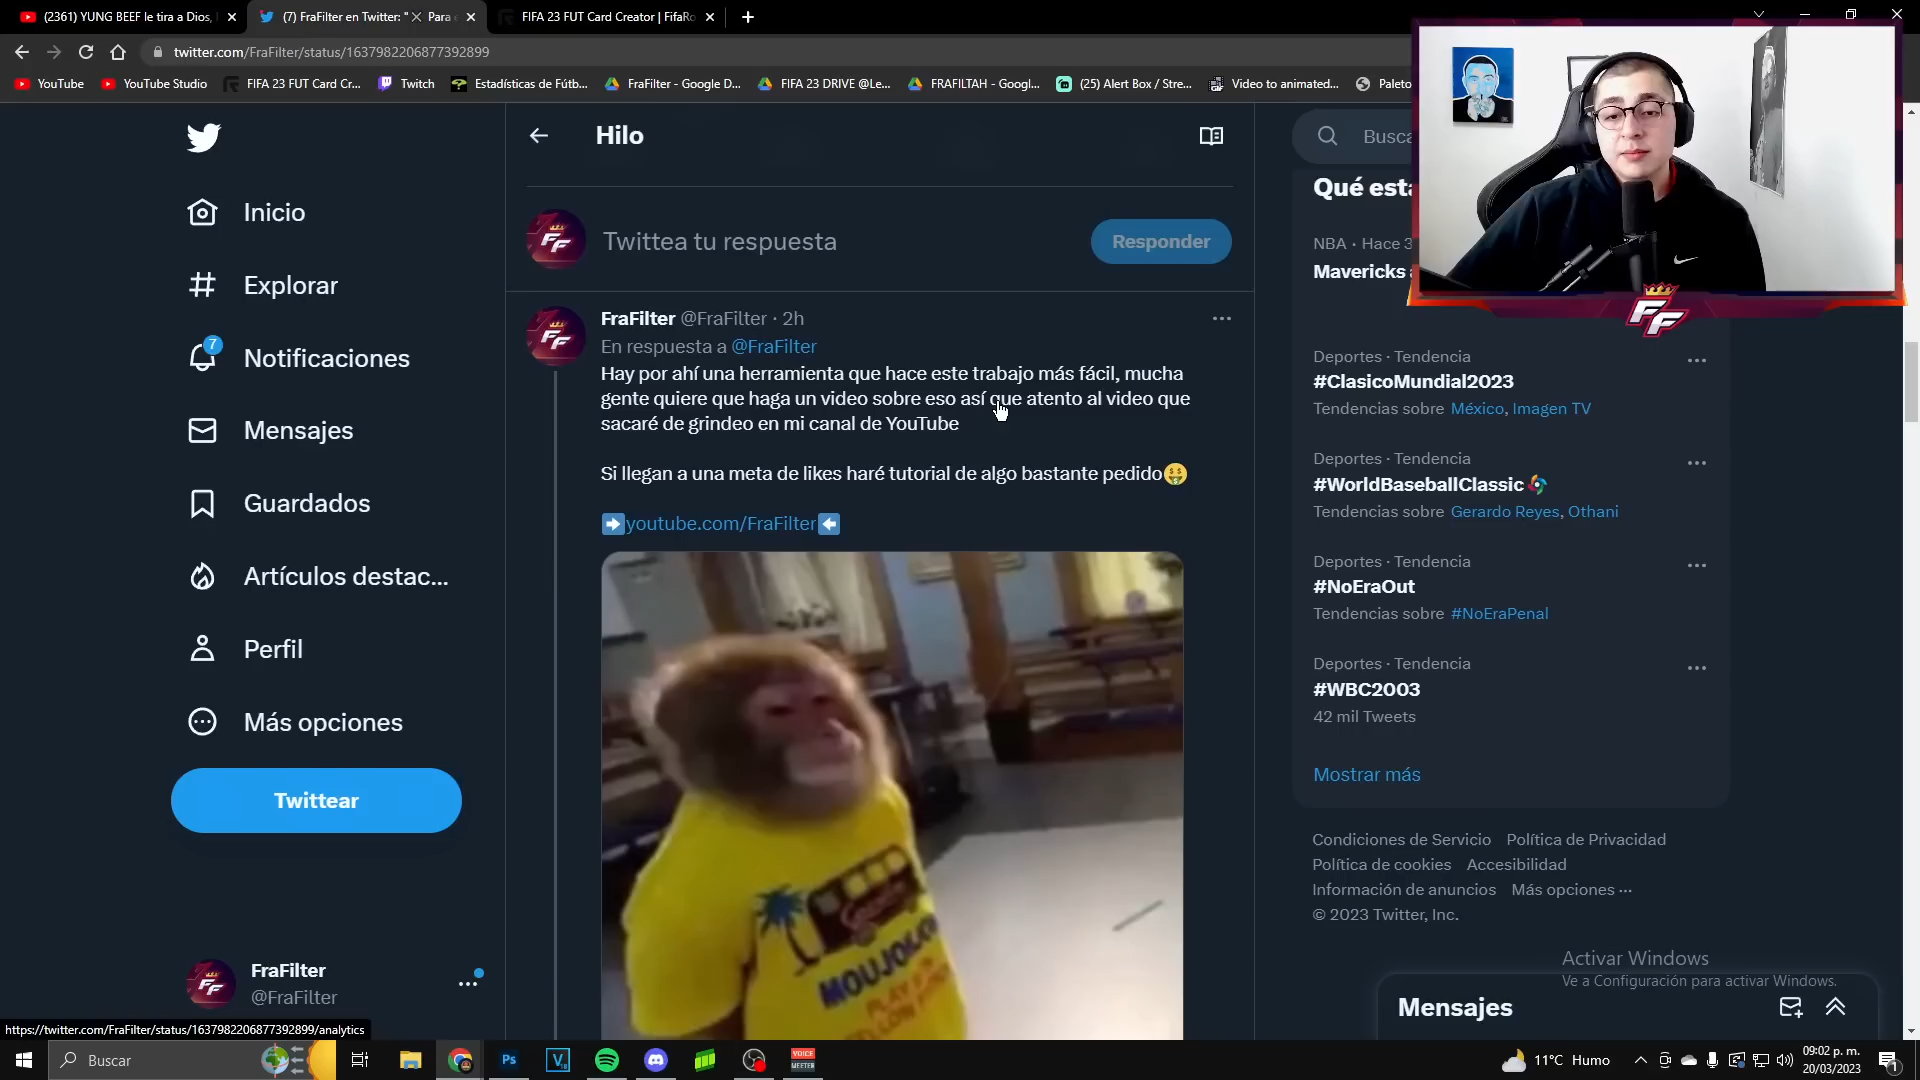 (2361) YUNG BEEF le tira a Dios,
(7) FraFilter en Twitter: "
Para
FIFA 23 FUT Card Creator | FifaRo
twitter.com/FraFilter/status/1637982206877392899
YouTube
YouTube Studio
FIFA 23 FUT Card Cr...
Twitch
Estadísticas de Fútb...
FraFilter - Google D...
FIFA 23 DRIVE @Le...
FRAFILTAH - Googl...
(25) Alert Box / Stre...
Video to animated...
Paleto
Inicio
Explorar
7
Notificaciones
Mensajes
Guardados
Artículos destac...
Perfil
Más opciones
Twittear
FraFilter
@FraFilter
Hilo
FF
Twittea tu respuesta
Responder
FF
FraFilter @FraFilter · 2h
En respuesta a @FraFilter
Hay por ahí una herramienta que hace este trabajo más fácil, mucha
gente quiere que haga un video sobre eso así que atento al video que
sacaré de grindeo en mi canal de YouTube
Si llegan a una meta de likes haré tutorial de algo bastante pedido
youtube.com/FraFilter
Busca
Qué est
NBA · Hace 3
Mavericks
FF
Deportes · Tendencia
#ClasicoMundial2023
Tendencias sobre México, Imagen TV
Deportes · Tendencia
#WorldBaseballClassic
Tendencias sobre Gerardo Reyes, Othani
Deportes · Tendencia
#NoEraOut
Tendencias sobre #NoEraPenal
Deportes · Tendencia
#WBC2003
42 mil Tweets
Mostrar más
Condiciones de Servicio Política de Privacidad
Política de cookies Accesibilidad
Información de anuncios Más opciones ···
© 2023 Twitter, Inc.
Activar Windows
Ve a Configuración para activar Windows.
Mensajes
https://twitter.com/FraFilter/status/1637982206877392899/analytics
Buscar
Ps
VOICE
MEETER
11°C Humo
09:02 p. m.
20/03/2023
1